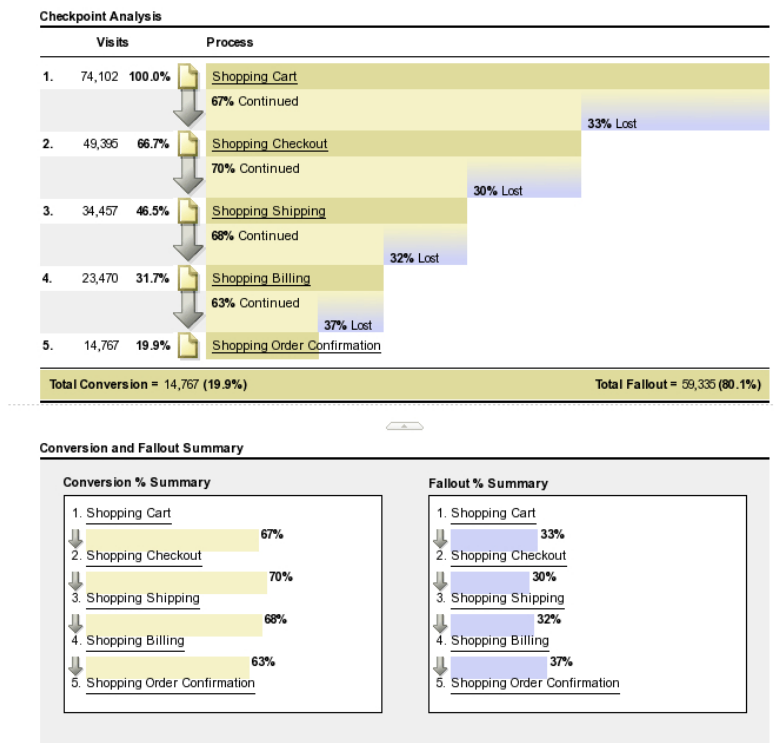 Checkpoint Analysis
Visits Process
1. 74,102 100.0% Shopping Cart
67% Continued
33% Lost
2. 49,395 66.7% Shopping Checkout
70% Continued
30% Lost
3. 34,457 46.5% Shopping Shipping
68% Continued
32% Lost
4. 23,470 31.7% Shopping Billing
63% Continued
37% Lost
5. 14,767 19.9% Shopping Order Confirmation
Total Conversion = 14,767 (19.9%) Total Fallout = 59,335 (80.1%)
Conversion and Fallout Summary
Conversion % Summary
1. Shopping Cart
67%
2. Shopping Checkout
70%
3. Shopping Shipping
68%
4. Shopping Billing
63%
5. Shopping Order Confirmation
Fallout % Summary
1. Shopping Cart
33%
2. Shopping Checkout
30%
3. Shopping Shipping
32%
4. Shopping Billing
37%
5. Shopping Order Confirmation